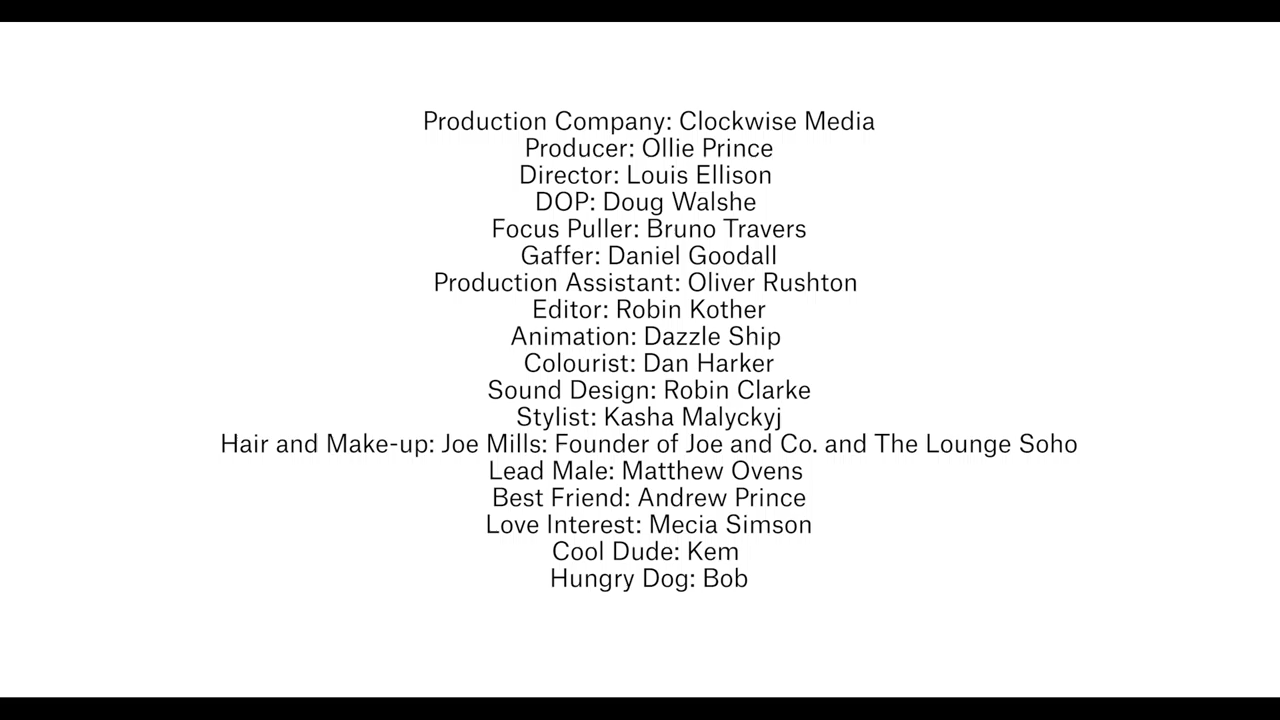 Production Company: Clockwise Media
Producer: Ollie Prince
Director: Louis Ellison
DOP: Doug Walshe
Focus Puller: Bruno Travers
Gaffer: Daniel Goodall
Production Assistant: Oliver Rushton
Editor: Robin Kother
Animation: Dazzle Ship
Colourist: Dan Harker
Sound Design: Robin Clarke
Stylist: Kasha Malyckyj
Hair and Make-up: Joe Mills: Founder of Joe and Co. and The Lounge Soho
Lead Male: Matthew Ovens
Best Friend: Andrew Prince
Love Interest: Mecia Simson
Cool Dude: Kem
Hungry Dog: Bob